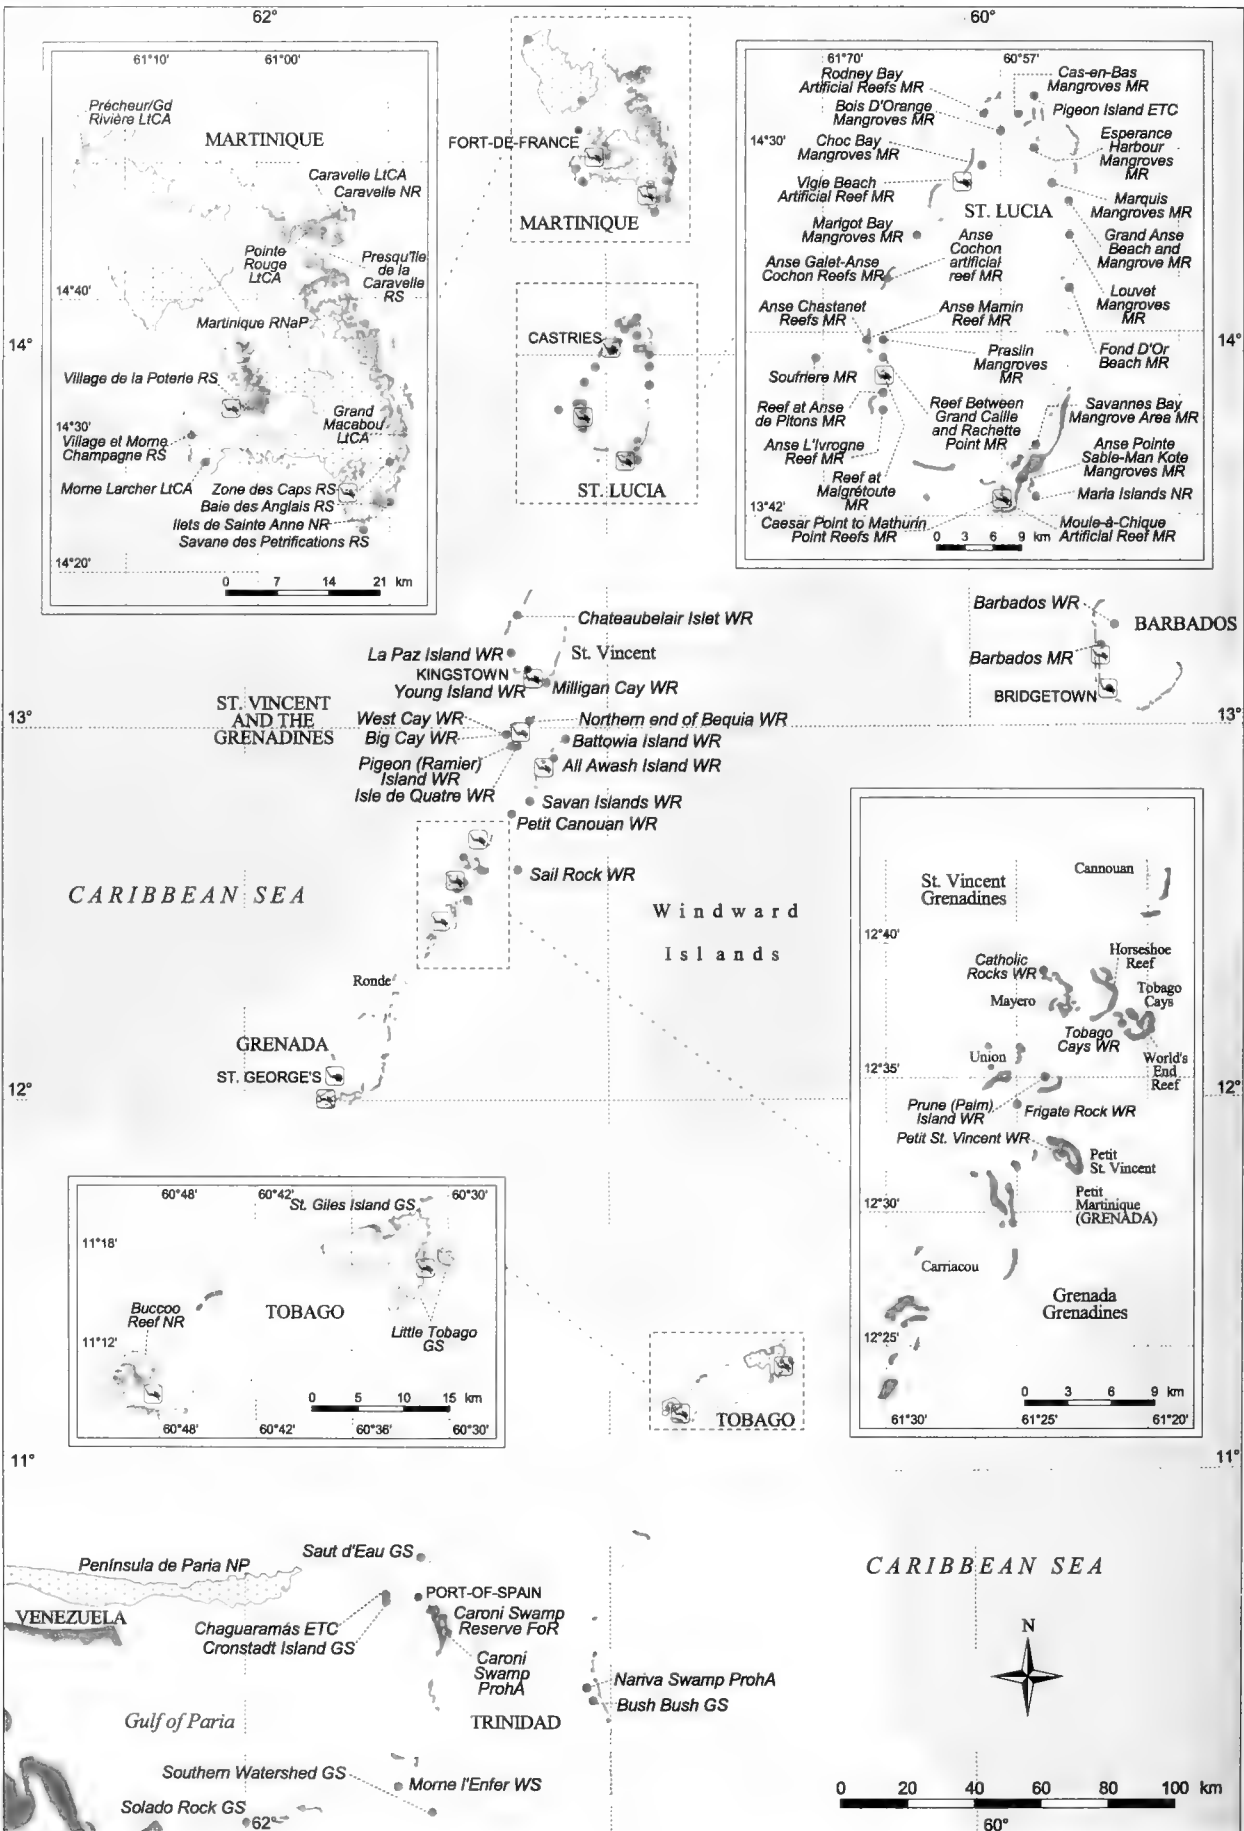 62°
60°
61°10'
61°00'
Précheur/Gd
Rivière LtCA
MARTINIQUE
Caravelle LtCA
Caravelle NR
Pointe
Rouge
LtCA
Presqu'île
de la
Caravelle
RS
14°40'
Martinique RNaP
Village de la Poterie RS
Grand
Macabou
LtCA
14°30'
Village et Morne
Champagne RS
Morne Larcher LtCA
Zone des Caps RS
Baie des Anglais RS
Ilets de Sainte Anne NR
Savane des Petrifications RS
14°20'
0 7 14 21 km
FORT-DE-FRANCE
MARTINIQUE
CASTRIES
ST. LUCIA
61°70'
60°57'
Rodney Bay
Artificial Reefs MR
Cas-en-Bas
Mangroves MR
Bois D'Orange
Mangroves MR
Pigeon Island ETC
14°30'
Choc Bay
Mangroves MR
Esperance
Harbour
Mangroves
MR
Vigie Beach
Artificial Reef MR
ST. LUCIA
Marquis
Mangroves MR
Marigot Bay
Mangroves MR
Anse
Cochon
artificial
reef MR
Grand Anse
Beach and
Mangrove MR
Anse Galet-Anse
Cochon Reefs MR
Louvet
Mangroves
MR
Anse Chastanet
Reefs MR
Anse Mamin
Reef MR
Praslin
Mangroves
MR
Fond D'Or
Beach MR
Soufriere MR
Reef at Anse
de Pitons MR
Reef Between
Grand Caille
and Rachette
Point MR
Savannes Bay
Mangrove Area MR
Anse L'Ivrogne
Reef MR
Anse Pointe
Sable-Man Kote
Mangroves MR
Reef at
Malgrétoute
MR
Maria Islands NR
13°42'
Caesar Point to Mathurin
Point Reefs MR
Moule-à-Chique
Artificial Reef MR
0 3 6 9 km
14°
14°
Chateaubelair Islet WR
La Paz Island WR
St. Vincent
KINGSTOWN
Young Island WR
Milligan Cay WR
ST. VINCENT
AND THE
GRENADINES
West Cay WR
Northern end of Bequia WR
Big Cay WR
Battowia Island WR
Pigeon (Ramier)
Island WR
All Awash Island WR
Isle de Quatre WR
Savan Islands WR
Petit Canouan WR
Sail Rock WR
Barbados WR
BARBADOS
Barbados MR
BRIDGETOWN
13°
13°
CARIBBEAN SEA
Windward
Islands
Ronde
GRENADA
ST. GEORGE'S
12°
12°
St. Vincent
Grenadines
Cannouan
12°40'
Catholic
Rocks WR
Horseshoe
Reef
Mayero
Tobago
Cays
Tobago
Cays WR
Union
World's
End
Reef
12°35'
Prune (Palm)
Island WR
Frigate Rock WR
Petit St. Vincent WR
Petit
St. Vincent
12°30'
Petit
Martinique
(GRENADA)
Carriacou
Grenada
Grenadines
12°25'
0 3 6 9 km
61°30'
61°25'
61°20'
60°48'
60°42'
60°30'
St. Giles Island GS
11°18'
Buccoo
Reef NR
TOBAGO
11°12'
Little Tobago
GS
0 5 10 15 km
60°48'
60°42'
60°36'
60°30'
TOBAGO
11°
11°
Península de Paria NP
Saut d'Eau GS
CARIBBEAN SEA
PORT-OF-SPAIN
VENEZUELA
Chaguaramás ETC
Cronstadt Island GS
Caroni Swamp
Reserve FoR
Caroni
Swamp
ProhA
Nariva Swamp ProhA
Bush Bush GS
N
Gulf of Paria
TRINIDAD
Southern Watershed GS
Morne l'Enfer WS
Solado Rock GS
0 20 40 60 80 100 km
62°
60°